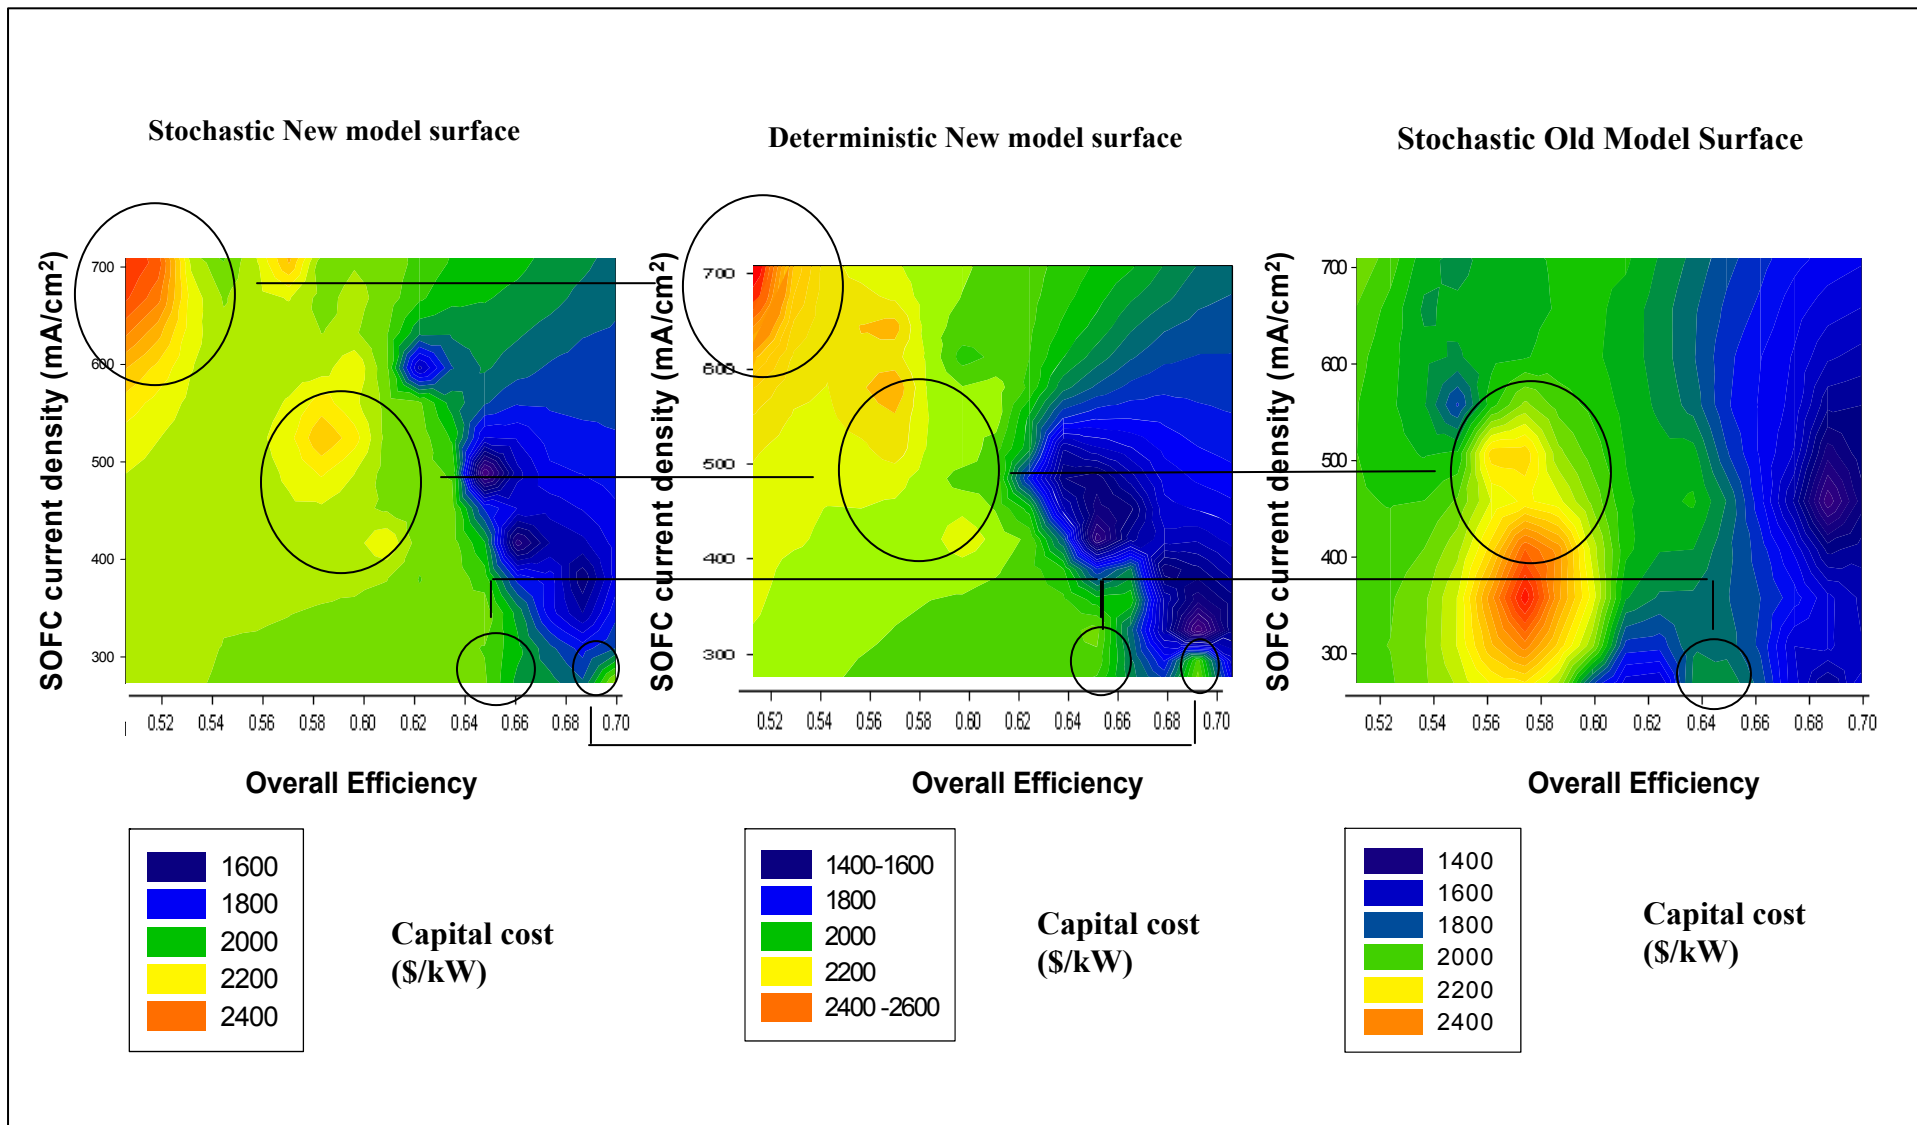 Stochastic New model surface
Deterministic New model surface
Stochastic Old Model Surface
SOFC current density (mA/cm²)
700
600
500
400
300
0.52 0.54 0.56 0.58 0.60 0.62 0.64 0.66 0.68 0.70
Overall Efficiency
SOFC current density (mA/cm²)
700
600
500
400
300
0.52 0.54 0.56 0.58 0.60 0.62 0.64 0.66 0.68 0.70
Overall Efficiency
SOFC current density (mA/cm²)
700
600
500
400
300
0.52 0.54 0.56 0.58 0.60 0.62 0.64 0.66 0.68 0.70
Overall Efficiency
1600
1800
2000
2200
2400
Capital cost
($/kW)
1400-1600
1800
2000
2200
2400 -2600
Capital cost
($/kW)
1400
1600
1800
2000
2200
2400
Capital cost
($/kW)